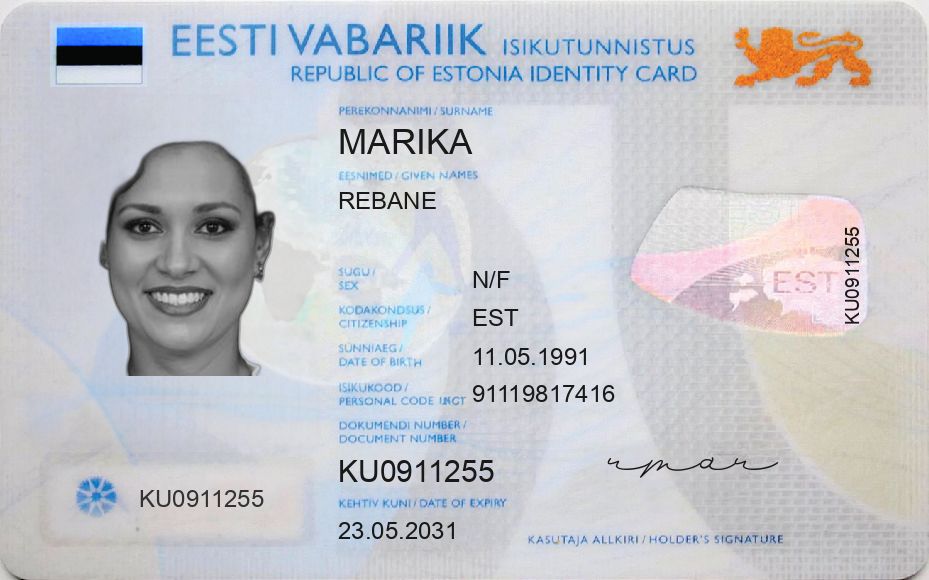 EESTI VABARIIK ISIKUTUNNISTUS
REPUBLIC OF ESTONIA IDENTITY CARD
PEREKONNANIMI / SURNAME
MARIKA
EESNIMED / GIVEN NAMES
REBANE
SUGU /
SEX
N/F
KODAKONDSUS /
CITIZENSHIP
EST
SÜNNIAEG /
DATE OF BIRTH
11.05.1991
ISIKUKOOD /
PERSONAL CODE
91119817416
DOKUMENDI NUMBER /
DOCUMENT NUMBER
KU0911255
KEHTIV KUNI / DATE OF EXPIRY
23.05.2031
KU0911255
EST
KU0911255
KASUTAJA ALLKIRI / HOLDER'S SIGNATURE